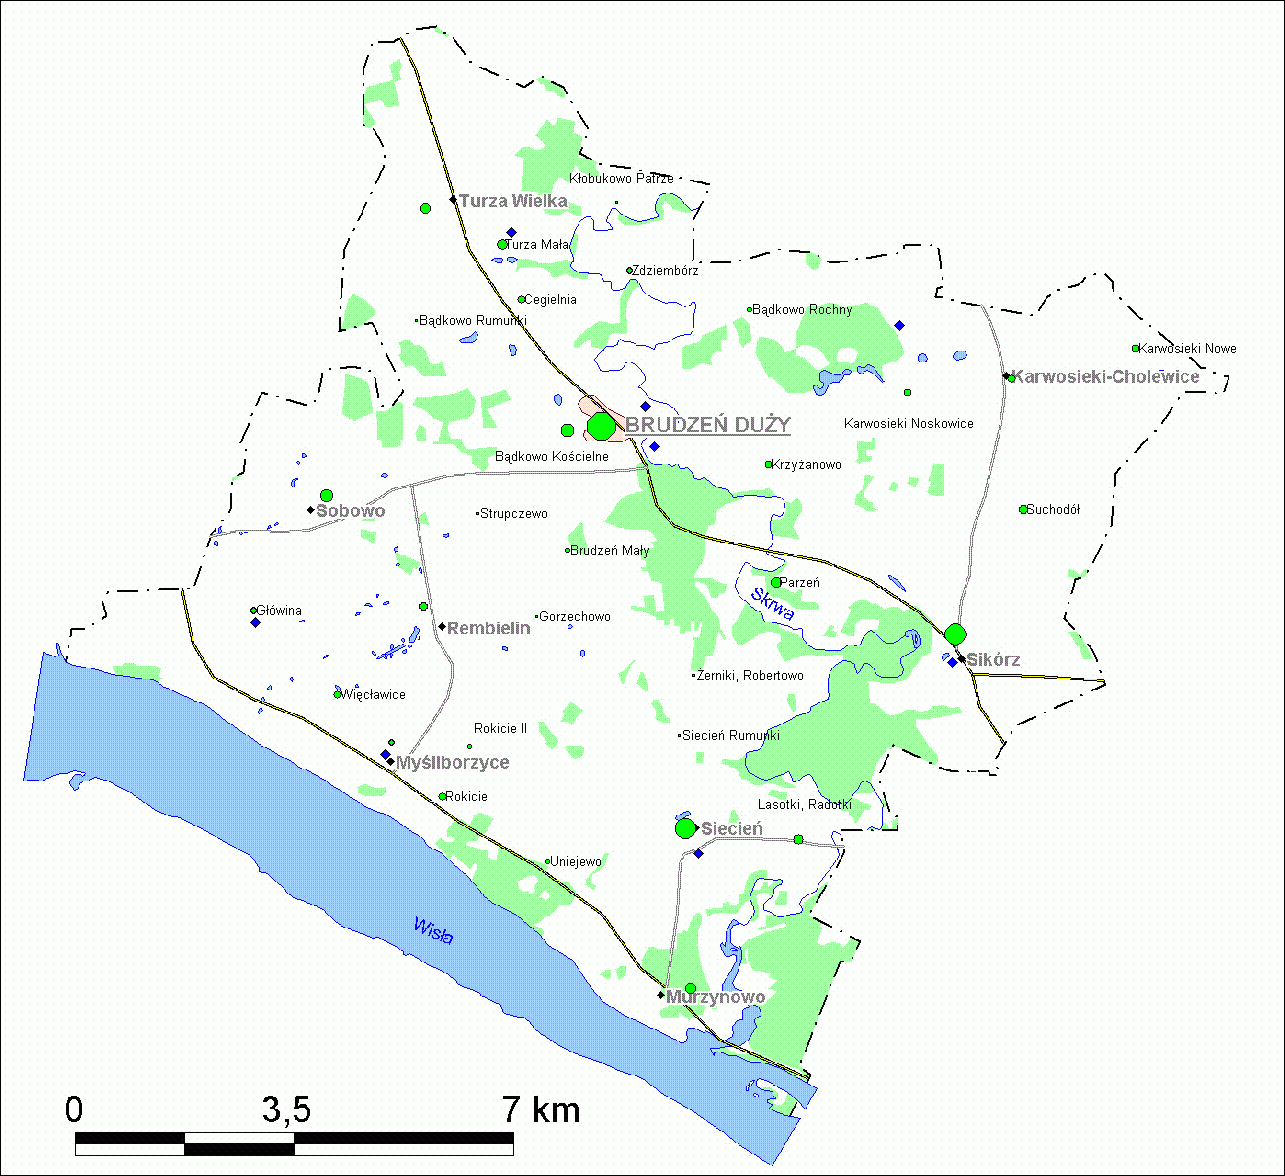 Kłobukowo Patrze
Turza Wielka
Turza Mała
Zdziembórz
Cegielnia
Bądkowo Rochny
Bądkowo Rumunki
Karwosieki Nowe
Karwosieki-Cholewice
BRUDZEŃ DUŻY
Karwosieki Noskowice
Bądkowo Kościelne
Krzyżanowo
Sobowo
Strupczewo
Suchodół
Brudzeń Mały
Parzeń
Skrwa
Główina
Gorzechowo
Rembielin
Sikórz
Żerniki, Robertowo
Więcławice
Rokicie II
Siecień Rumunki
Myśliborzyce
Rokicie
Lasotki, Radotki
Siecień
Uniejewo
Wisła
Murzynowo
0 3,5 7 km